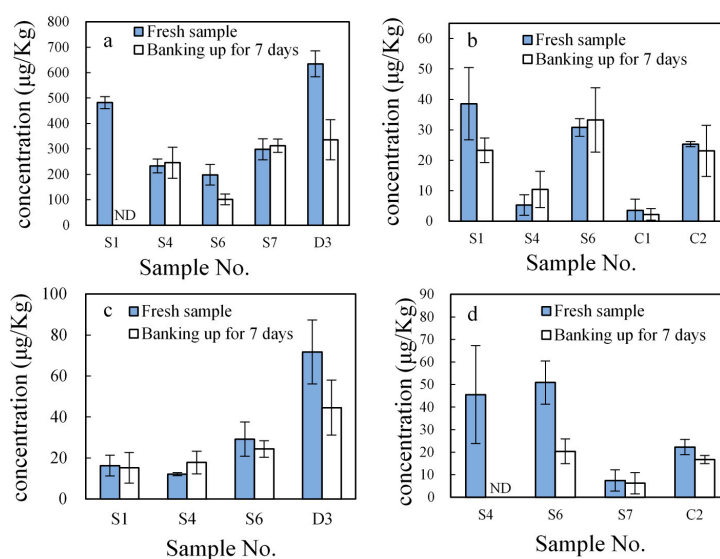 a
Fresh sample
Banking up for 7 days
concentration (μg/Kg)
800
700
600
500
400
300
200
100
0
ND
S1 S4 S6 S7 D3
Sample No.
b
Fresh sample
Banking up for 7 days
concentration (μg/Kg)
60
50
40
30
20
10
0
S1 S4 S6 C1 C2
Sample No.
c
Fresh sample
Banking up for 7 days
concentration (μg/Kg)
100
80
60
40
20
0
S1 S4 S6 D3
Sample No.
d
Fresh sample
Banking up for 7 days
concentration (μg/Kg)
90
80
70
60
50
40
30
20
10
0
ND
S4 S6 S7 C2
Sample No.